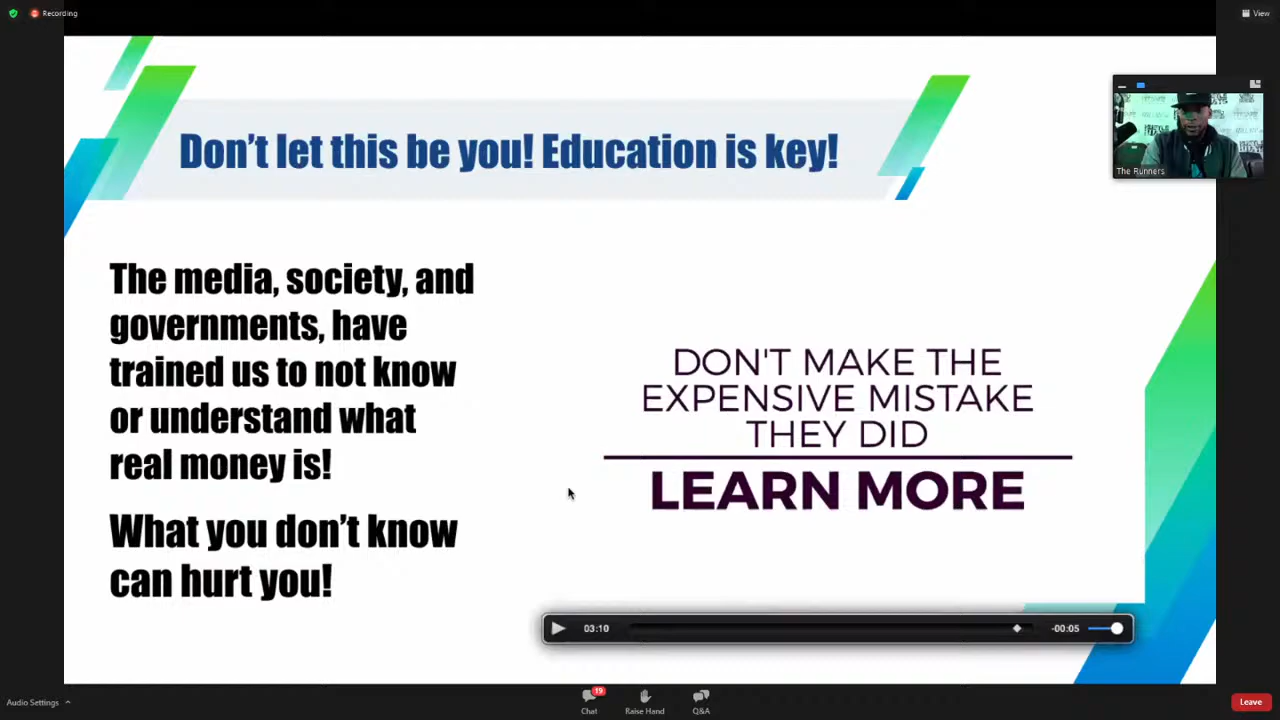 Recording
View
Don't let this be you! Education is key!
The Runners
The media, society, and
governments, have
trained us to not know
or understand what
real money is!
What you don't know
can hurt you!
DON'T MAKE THE
EXPENSIVE MISTAKE
THEY DID
LEARN MORE
03:10
-00:05
Audio Settings
19
Chat
Raise Hand
Q&A
Leave